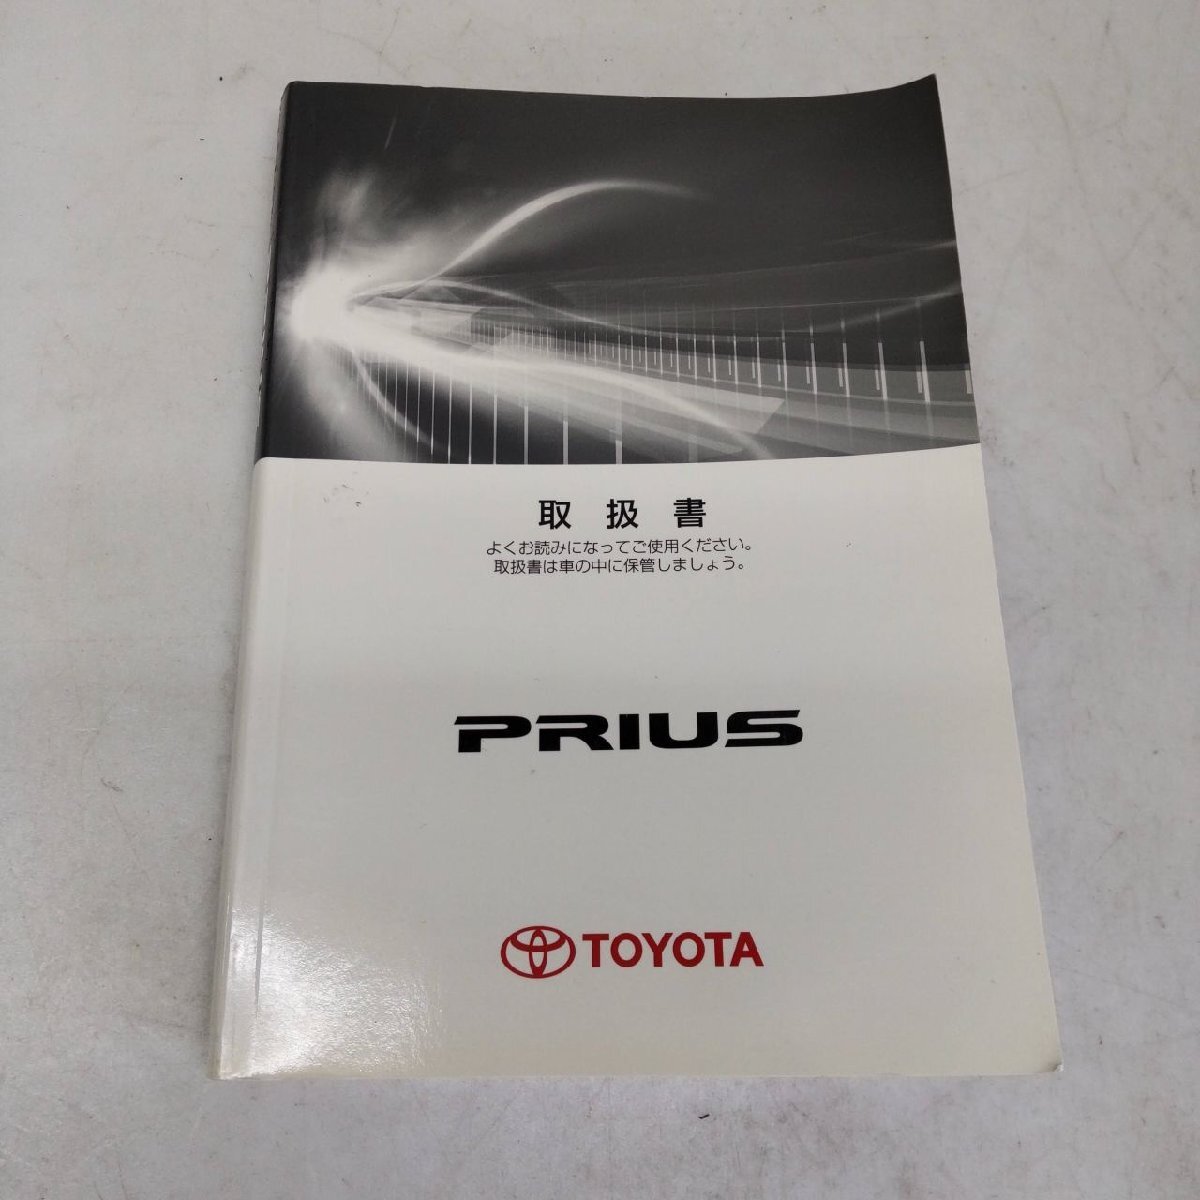 取扱書
よくお読みになってご使用ください。
取扱書は車の中に保管しましょう。
PRIUS
TOYOTA